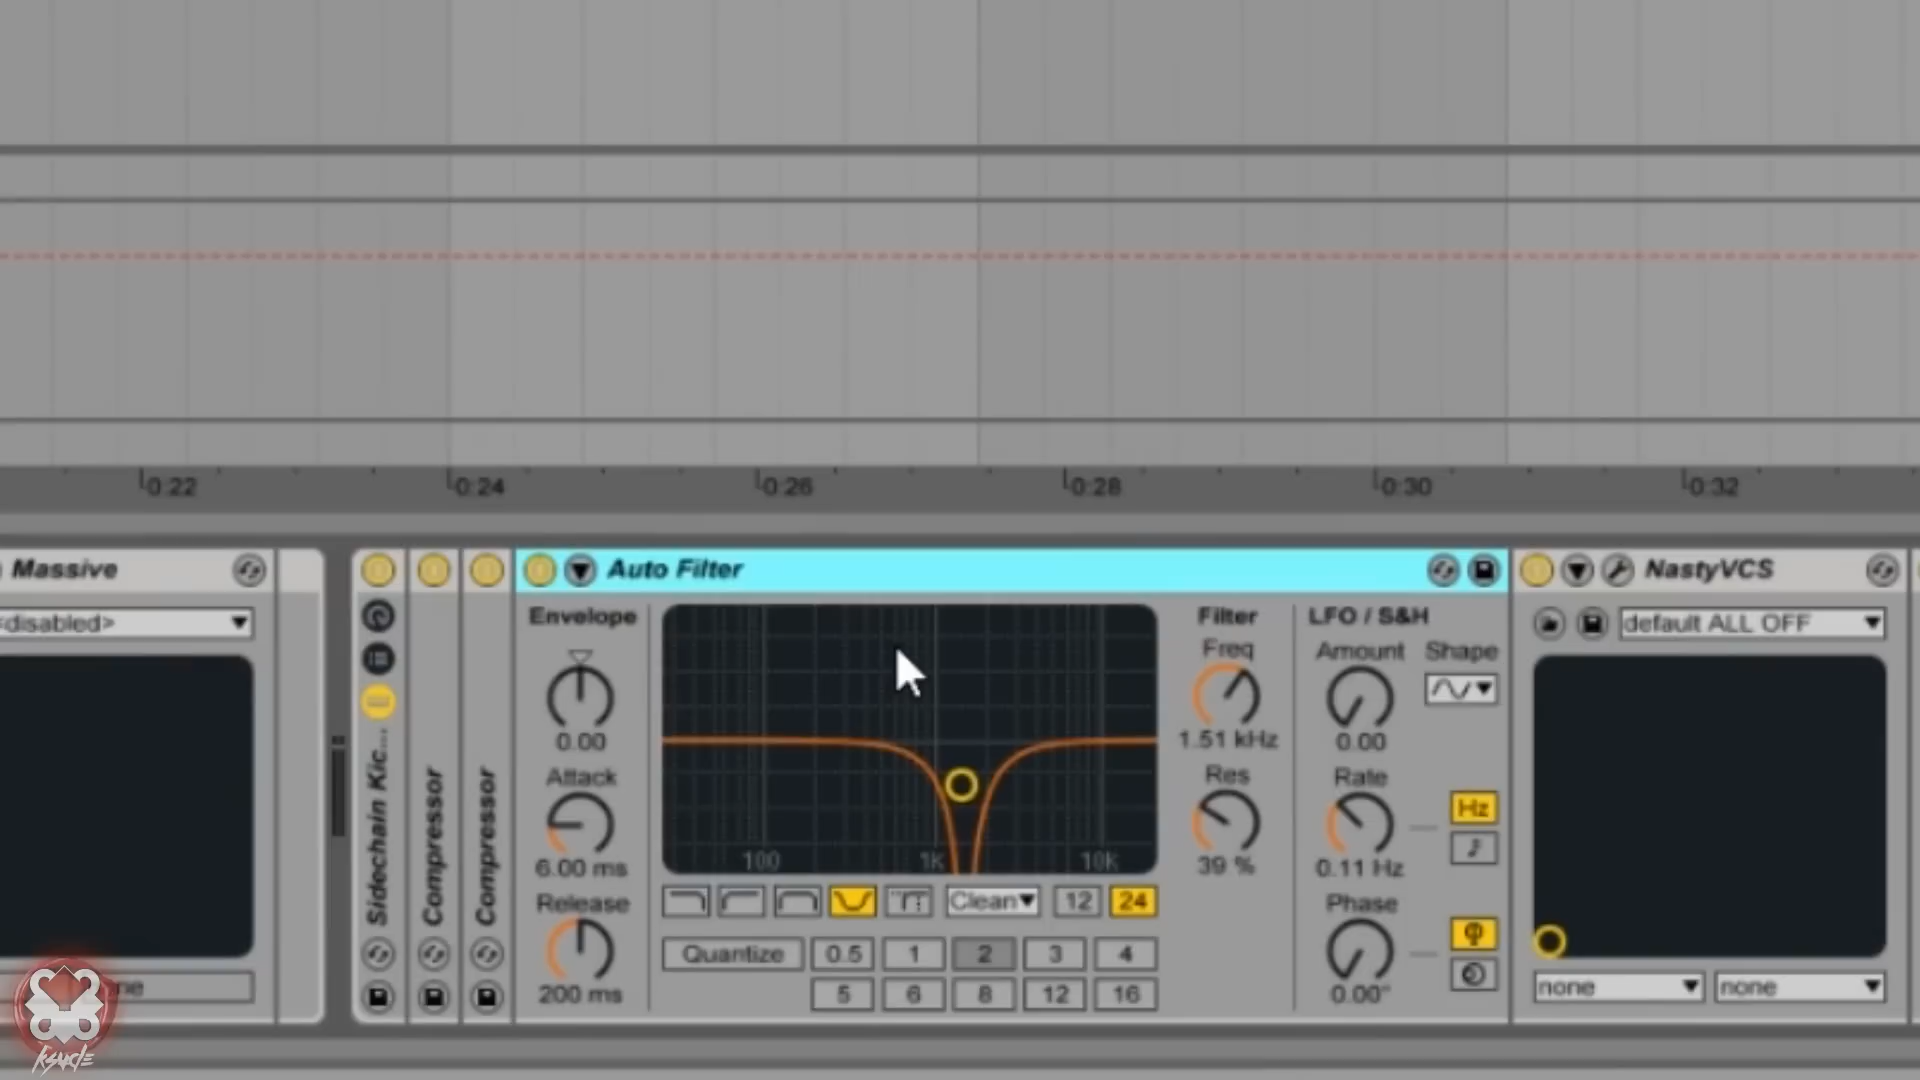 0:22 0:24 0:26 0:28 0:30 0:32
Massive
<disabled>
Sidechain Kic...
Compressor
Compressor
Auto Filter
Envelope
0.00
Attack
6.00 ms
Release
200 ms
100 1K 10K
Clean 12 24
Quantize 0.5 1 2 3 4
5 6 8 12 16
Filter
Freq
1.51 kHz
Res
39 %
LFO / S&H
Amount Shape
0.00
Rate
Hz
0.11 Hz
Phase
0.00°
NastyVCS
default ALL OFF
none none
ksude